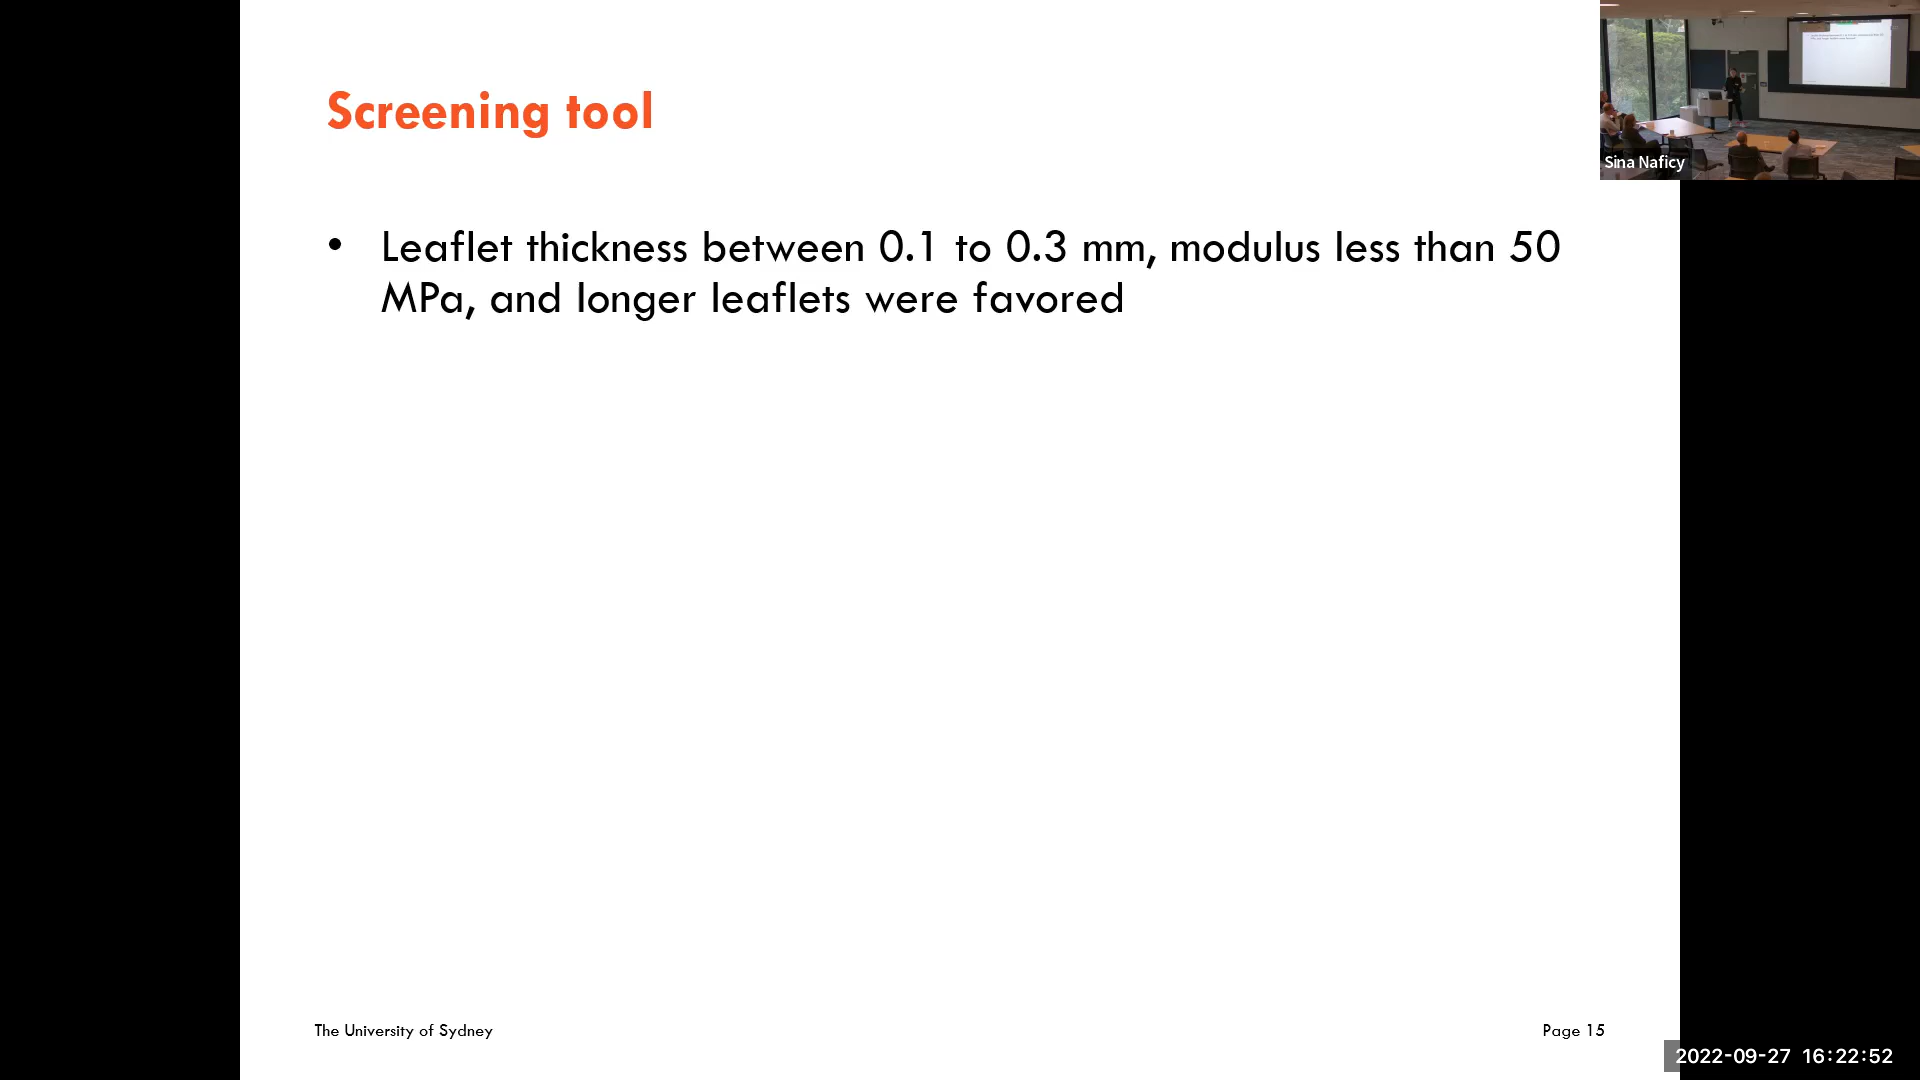 Screening tool
• Leaflet thickness between 0.1 to 0.3 mm, modulus less than 50
MPa, and longer leaflets were favored
Sina Naficy
The University of Sydney
Page 15
2022-09-27 16:22:52